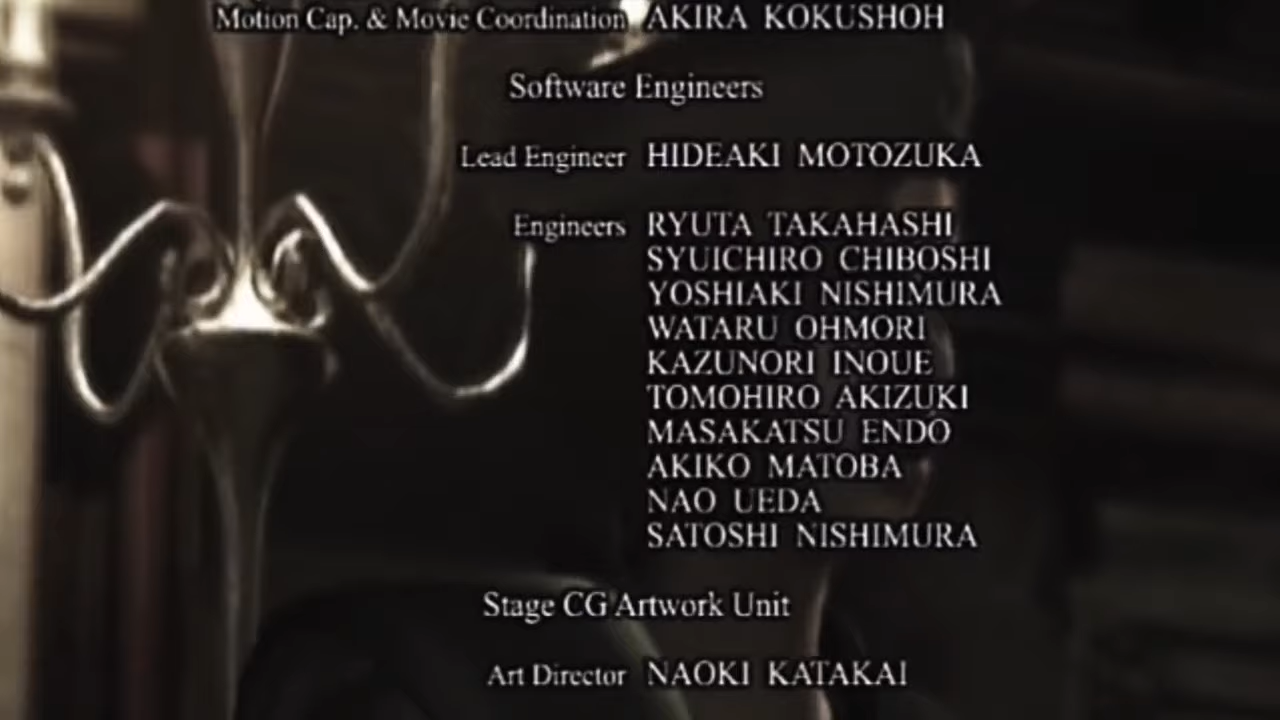 Motion Cap. & Movie Coordination AKIRA KOKUSHOH
Software Engineers
Lead Engineer HIDEAKI MOTOZUKA
Engineers RYUTA TAKAHASHI
SYUICHIRO CHIBOSHI
YOSHIAKI NISHIMURA
WATARU OHMORI
KAZUNORI INOUE
TOMOHIRO AKIZUKI
MASAKATSU ENDO
AKIKO MATOBA
NAO UEDA
SATOSHI NISHIMURA
Stage CG Artwork Unit
Art Director NAOKI KATAKAI